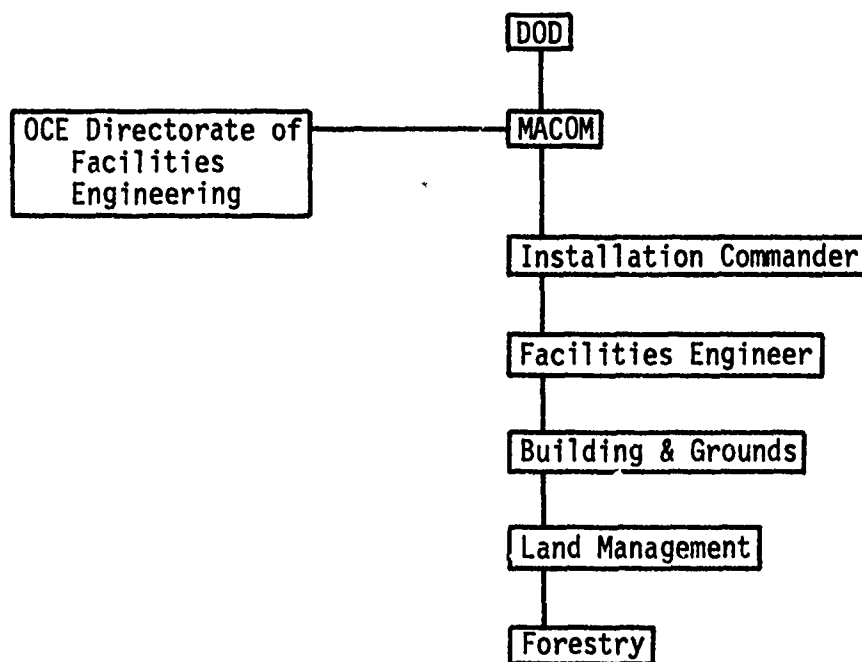 DOD
OCE Directorate of
Facilities
Engineering
MACOM
Installation Commander
Facilities Engineer
Building & Grounds
Land Management
Forestry